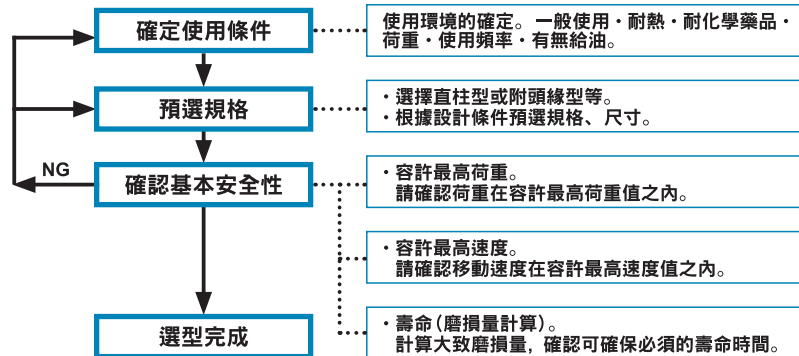 確定使用條件
使用環境的確定。一般使用・耐熱・耐化學藥品・
荷重・使用頻率・有無給油。
預選規格
・選擇直柱型或附頭緣型等。
・根據設計條件預選規格、尺寸。
NG
確認基本安全性
・容許最高荷重。
請確認荷重在容許最高荷重值之內。
・容許最高速度。
請確認移動速度在容許最高速度值之內。
選型完成
・壽命(磨損量計算)。
計算大致磨損量, 確認可確保必須的壽命時間。